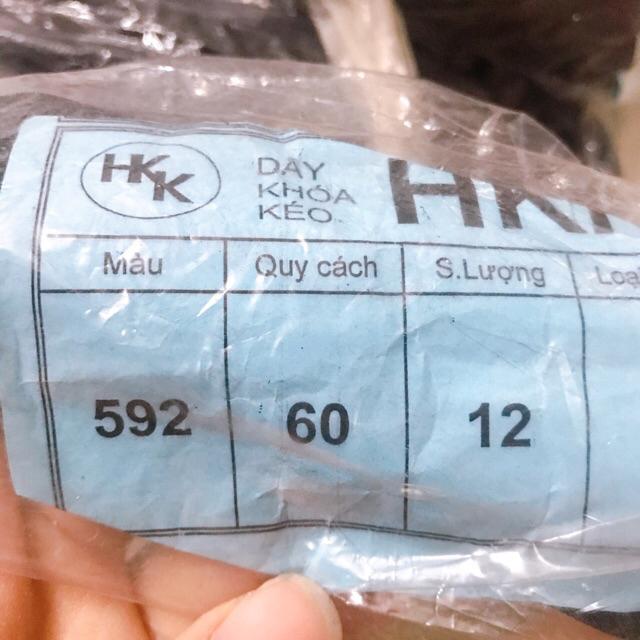 HKK
DÂY
KHÓA
KÉO
Màu Quy cách S.Lượng
592 60 12